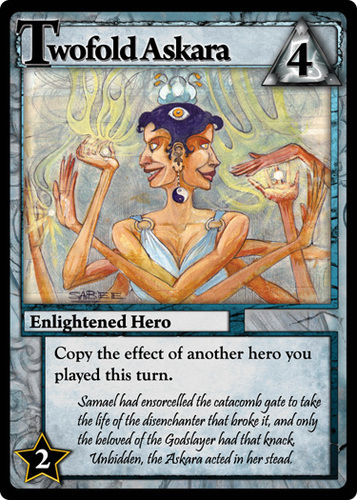 Twofold Askara
4
SABEE
Enlightened Hero
Copy the effect of another hero you
played this turn.
Samael had ensorcelled the catacomb gate to take
the life of the disenchanter that broke it, and only
the beloved of the Godslayer had that knack.
Unbidden, the Askara acted in her stead.
2